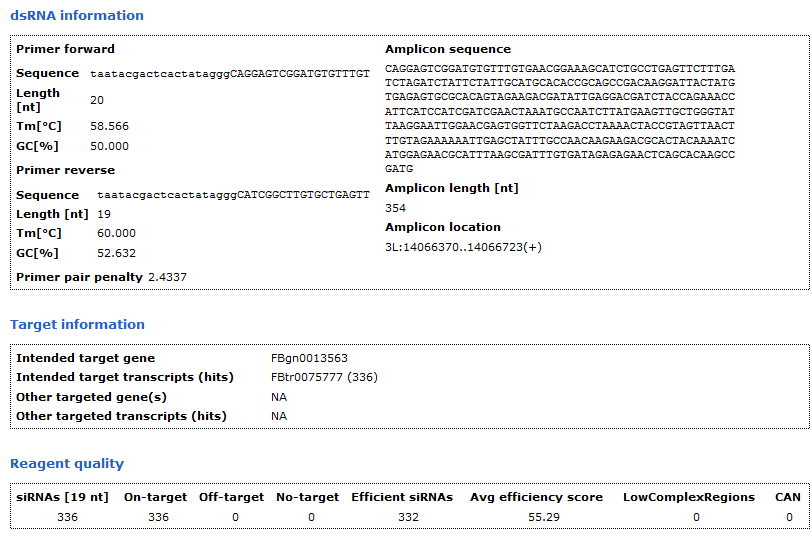 dsRNA information
Primer forward
Sequence taatacgactcactatagggCAGGAGTCGGATGTGTTTGT
Length [nt] 20
Tm[°C] 58.566
GC[%] 50.000
Primer reverse
Sequence taatacgactcactatagggCATCGGCTTGTGCTGAGTT
Length [nt] 19
Tm[°C] 60.000
GC[%] 52.632
Primer pair penalty 2.4337
Amplicon sequence
CAGGAGTCGGATGTGTTTGTGAACGGAAAGCATCTGCCTGAGTTCTTTGA
TCTAGATCTATTCTATTGCATGCACACCGCAGCCGACAAGGATTACTATG
TGAGAGTGCGCACAGTAGAAGACGATATTGAGGACGATCTACCAGAAACC
ATTCATCCATCGATCGAACTAAATGCCAATCTTATGAAGTTGCTGGGTAT
TAAGGAATTGGAACGAGTGGTTCTAAGACCTAAAACTACCGTAGTTAACT
TTGTAGAAAAAATTGAGCTATTTGCCAACAAGAAGACGCACTACAAAATC
ATGGAGAACGCATTTAAGCGATTTGTGATAGAGAGAACTCAGCACAAGCC
GATG
Amplicon length [nt]
354
Amplicon location
3L:14066370..14066723(+)
Target information
Intended target gene FBgn0013563
Intended target transcripts (hits) FBtr0075777 (336)
Other targeted gene(s) NA
Other targeted transcripts (hits) NA
Reagent quality
siRNAs [19 nt] On-target Off-target No-target Efficient siRNAs Avg efficiency score LowComplexRegions CAN
336 336 0 0 332 55.29 0 0